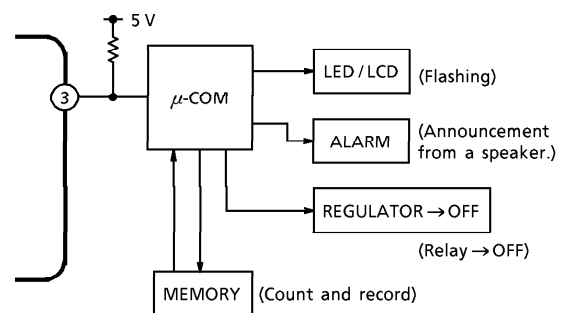 5 V
3
μ-COM
LED / LCD
(Flashing)
ALARM
(Announcement
from a speaker.)
REGULATOR → OFF
(Relay → OFF)
MEMORY
(Count and record)